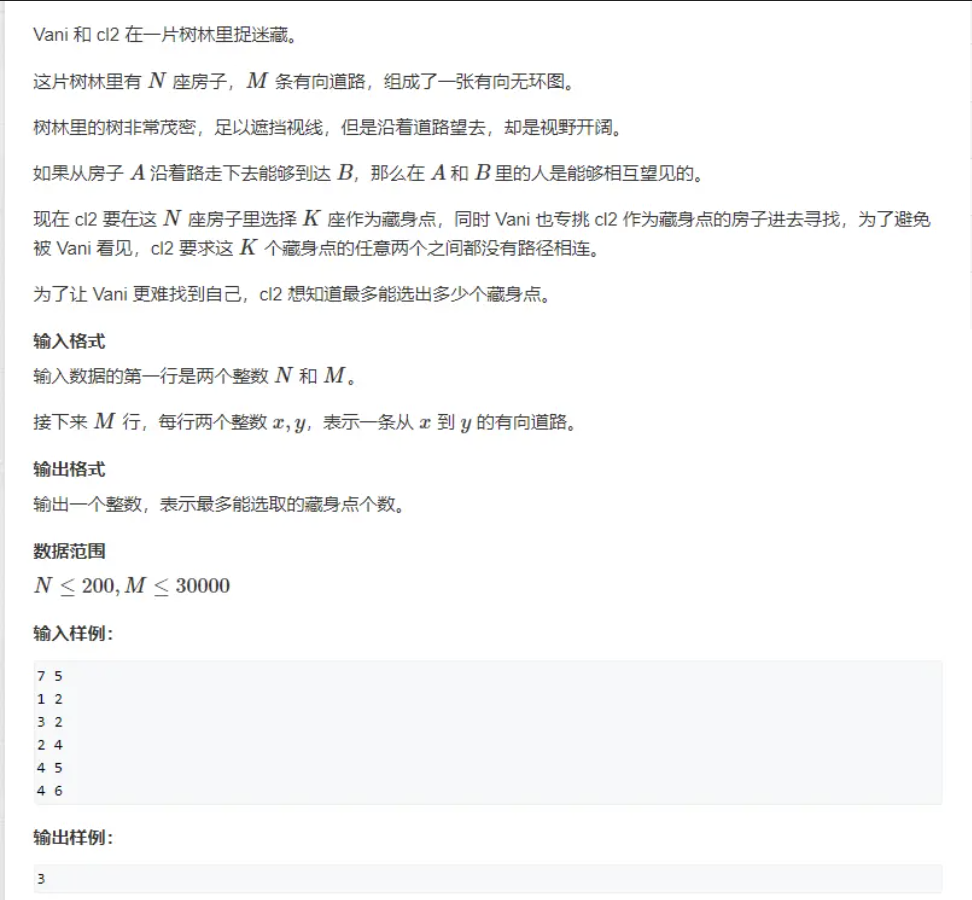 Vani 和 cl2 在一片树林里捉迷藏。
这片树林里有 N 座房子，M 条有向道路，组成了一张有向无环图。
树林里的树非常茂密，足以遮挡视线，但是沿着道路望去，却是视野开阔。
如果从房子 A 沿着路走下去能够到达 B，那么在 A 和 B 里的人是能够相互望见的。
现在 cl2 要在这 N 座房子里选择 K 座作为藏身点，同时 Vani 也专挑 cl2 作为藏身点的房子进去寻找，为了避免
被 Vani 看见，cl2 要求这 K 个藏身点的任意两个之间都没有路径相连。
为了让 Vani 更难找到自己，cl2 想知道最多能选出多少个藏身点。
输入格式
输入数据的第一行是两个整数 N 和 M。
接下来 M 行，每行两个整数 x, y，表示一条从 x 到 y 的有向道路。
输出格式
输出一个整数，表示最多能选取的藏身点个数。
数据范围
N ≤ 200, M ≤ 30000
输入样例：
7 5
1 2
3 2
2 4
4 5
4 6
输出样例：
3